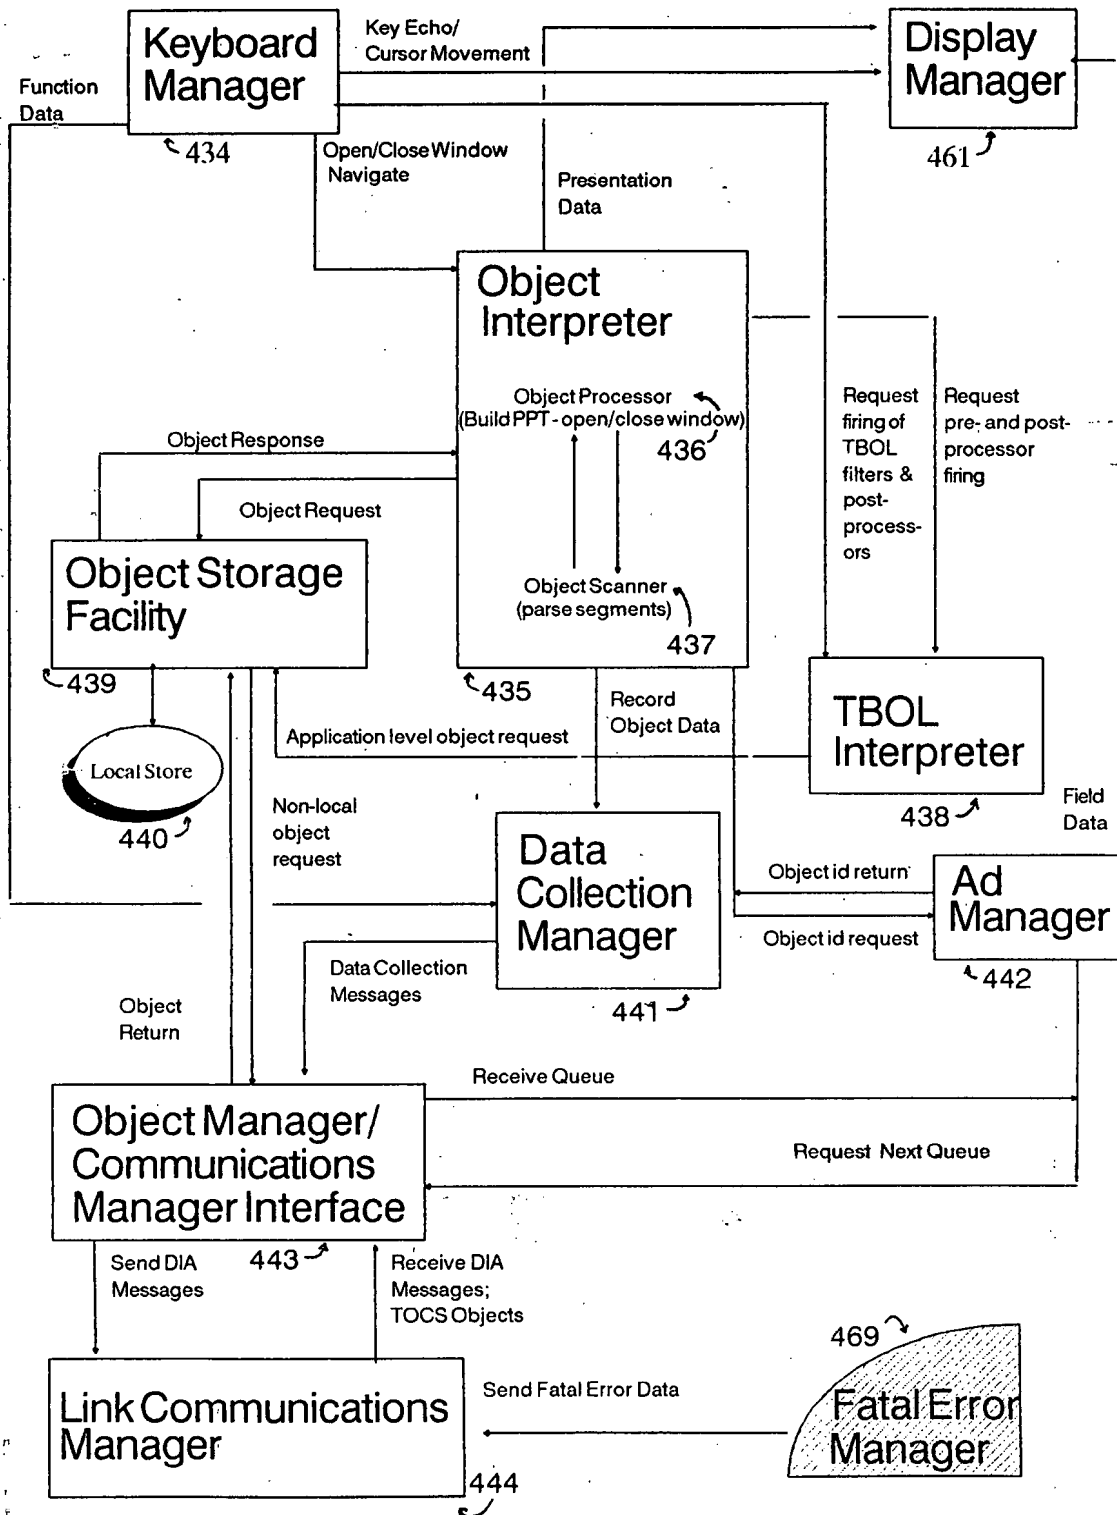 Keyboard
Manager
434
Key Echo/
Cursor Movement
Display
Manager
461
Function
Data
Open/Close Window
Navigate
Presentation
Data
Object
Interpreter
Object Processor
(Build PPT - open/close window)
436
Object Scanner
(parse segments)
437
435
Request
firing of
TBOL
filters &
post-
process-
ors
Request
pre- and post-
processor
firing
Object Response
Object Request
Object Storage
Facility
439
Local Store
440
Application level object request
Record
Object Data
TBOL
Interpreter
438
Field
Data
Non-local
object
request
Data
Collection
Manager
441
Object id return
Object id request
Ad
Manager
442
Data Collection
Messages
Object
Return
Receive Queue
Request Next Queue
Object Manager/
Communications
Manager Interface
443
Send DIA
Messages
Receive DIA
Messages;
TOCS Objects
Link Communications
Manager
444
Send Fatal Error Data
469
Fatal Error
Manager